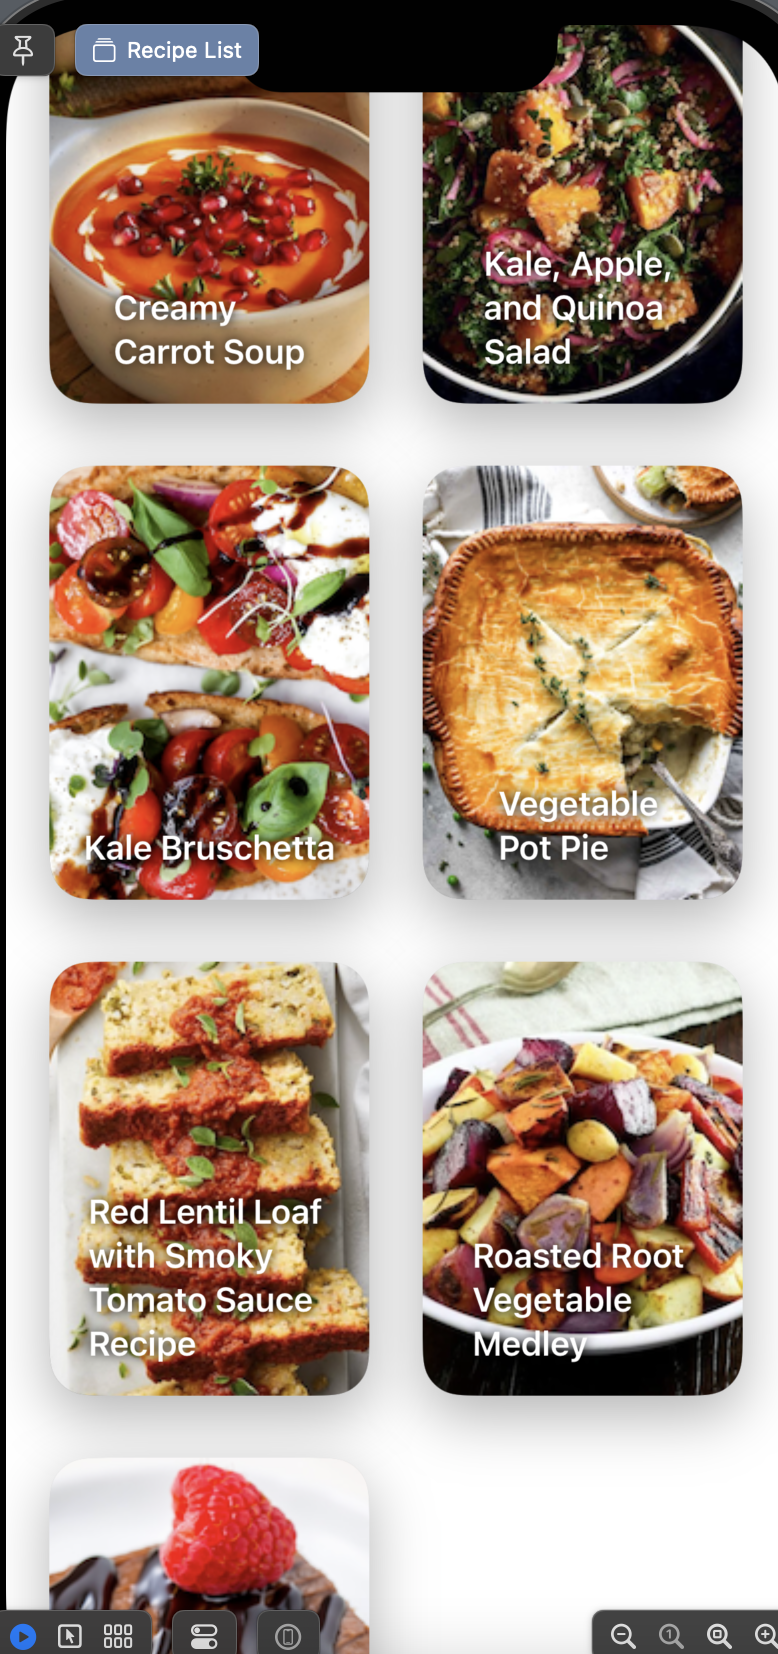 Recipe List
Creamy
Carrot Soup
Kale, Apple,
and Quinoa
Salad
Kale Bruschetta
Vegetable
Pot Pie
Red Lentil Loaf
with Smoky
Tomato Sauce
Recipe
Roasted Root
Vegetable
Medley
1